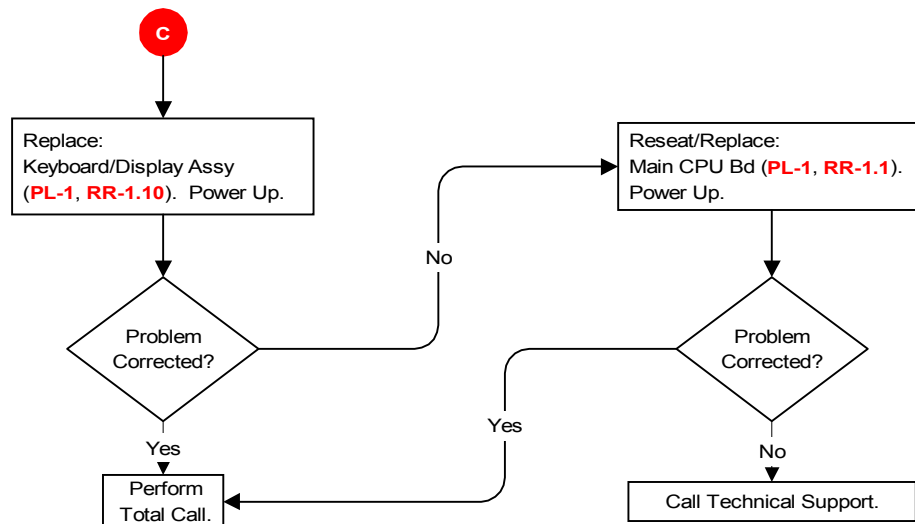 C
Replace:
Keyboard/Display Assy
(PL-1, RR-1.10). Power Up.
Reseat/Replace:
Main CPU Bd (PL-1, RR-1.1).
Power Up.
No
Problem
Corrected?
Problem
Corrected?
Yes
Yes
No
Perform
Total Call.
Call Technical Support.